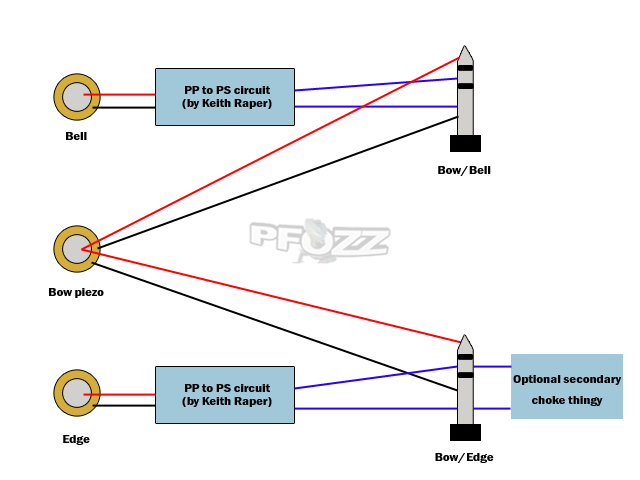 PP to PS circuit
(by Keith Raper)
Bell
Bow/Bell
PFOZZ
Bow piezo
PP to PS circuit
(by Keith Raper)
Optional secondary
choke thingy
Edge
Bow/Edge